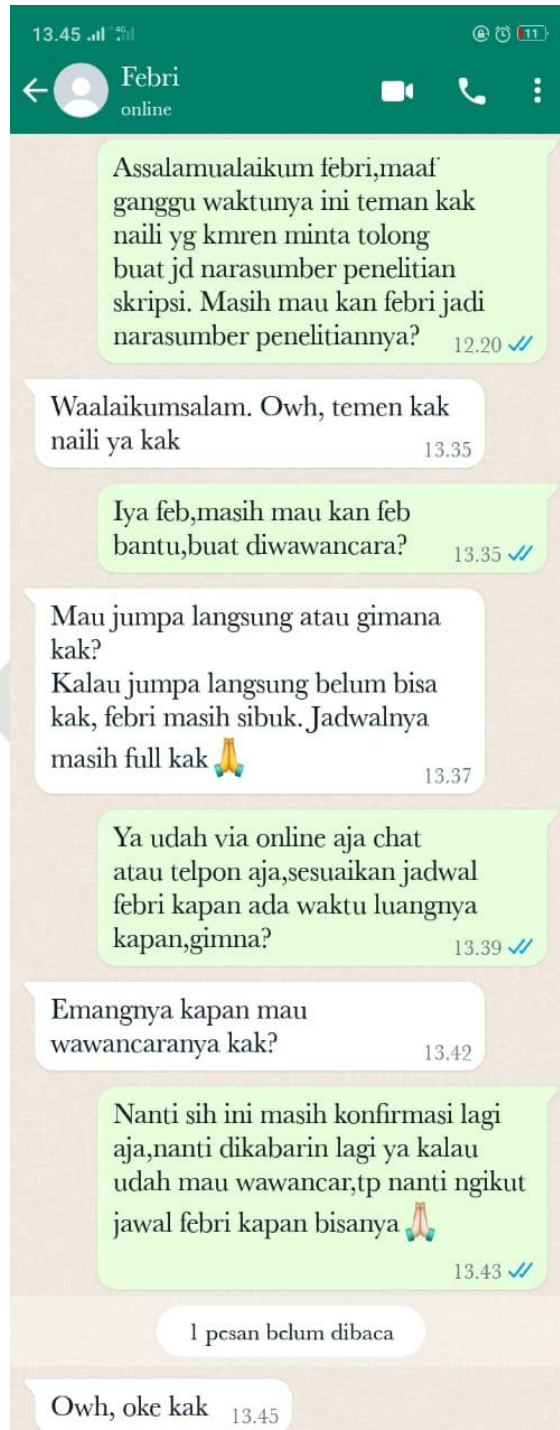 13.45 4G 11
Febri
online
Assalamualaikum febri,maaf
ganggu waktunya ini teman kak
naili yg kmren minta tolong
buat jd narasumber penelitian
skripsi. Masih mau kan febri jadi
narasumber penelitiannya? 12.20
Waalaikumsalam. Owh, temen kak
naili ya kak 13.35
Iya feb,masih mau kan feb
bantu,buat diwawancara? 13.35
Mau jumpa langsung atau gimana
kak?
Kalau jumpa langsung belum bisa
kak, febri masih sibuk. Jadwalnya
masih full kak 🙏 13.37
Ya udah via online aja chat
atau telpon aja,sesuaikan jadwal
febri kapan ada waktu luangnya
kapan,gimna? 13.39
Emangnya kapan mau
wawancaranya kak? 13.42
Nanti sih ini masih konfirmasi lagi
aja,nanti dikabarin lagi ya kalau
udah mau wawancar,tp nanti ngikut
jawal febri kapan bisanya 🙏🏻
13.43
1 pesan belum dibaca
Owh, oke kak 13.45